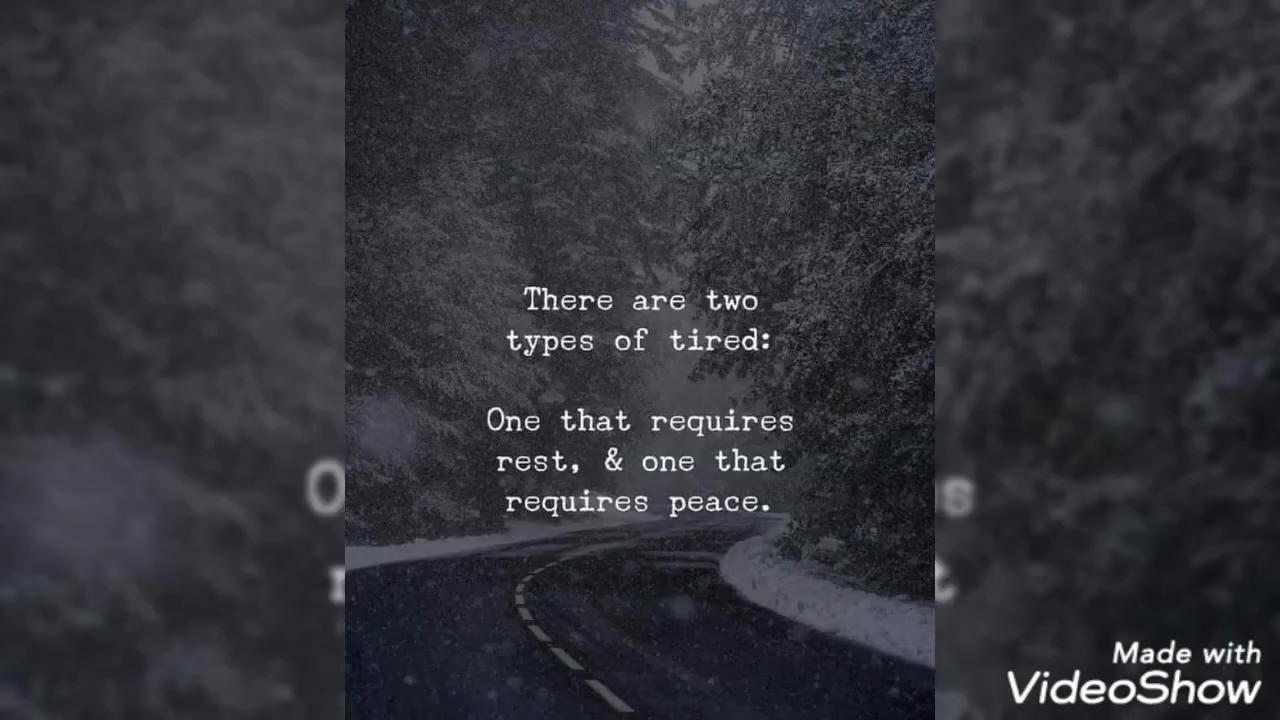 There are two
types of tired:
One that requires
rest, & one that
requires peace.
Made with
VideoShow